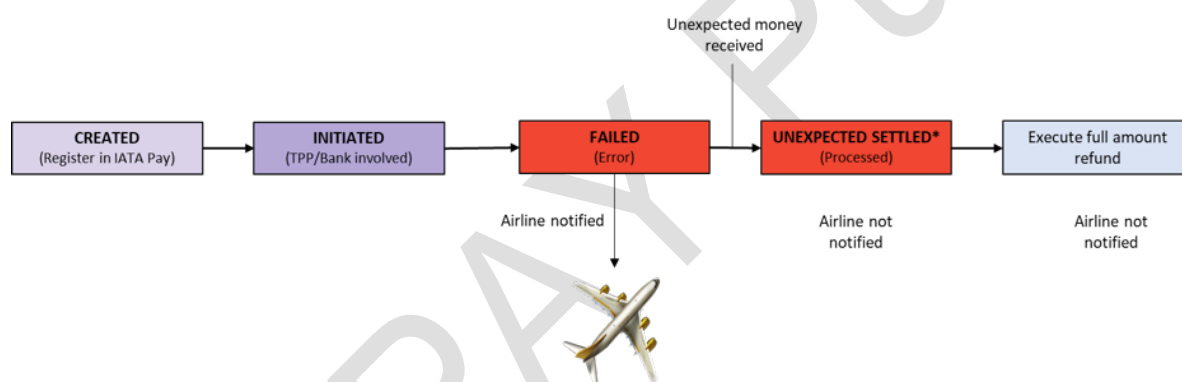 Unexpected money
received
CREATED
(Register in IATA Pay)
INITIATED
(TPP/Bank involved)
FAILED
(Error)
UNEXPECTED SETTLED*
(Processed)
Execute full amount
refund
Airline notified
Airline not
notified
Airline not
notified
PAY